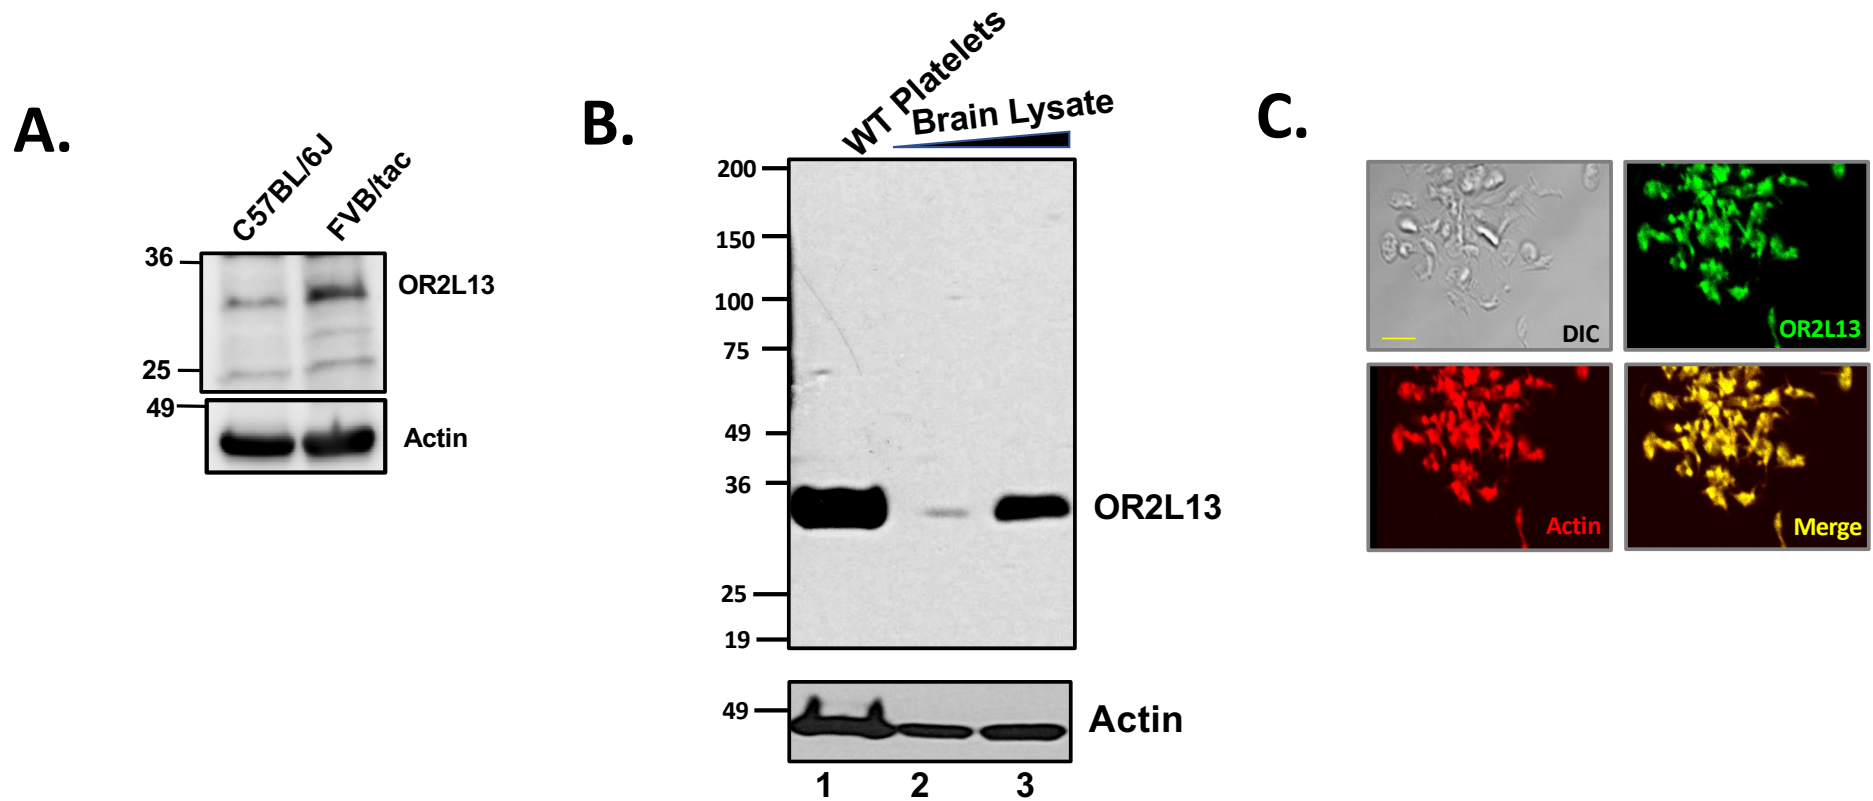 A.
C57BL/6J
FVB/tac
36
OR2L13
25
49
Actin
B.
WT Platelets
Brain Lysate
200
150
100
75
49
36
OR2L13
25
19
49
Actin
1 2 3
C.
DIC
OR2L13
Actin
Merge